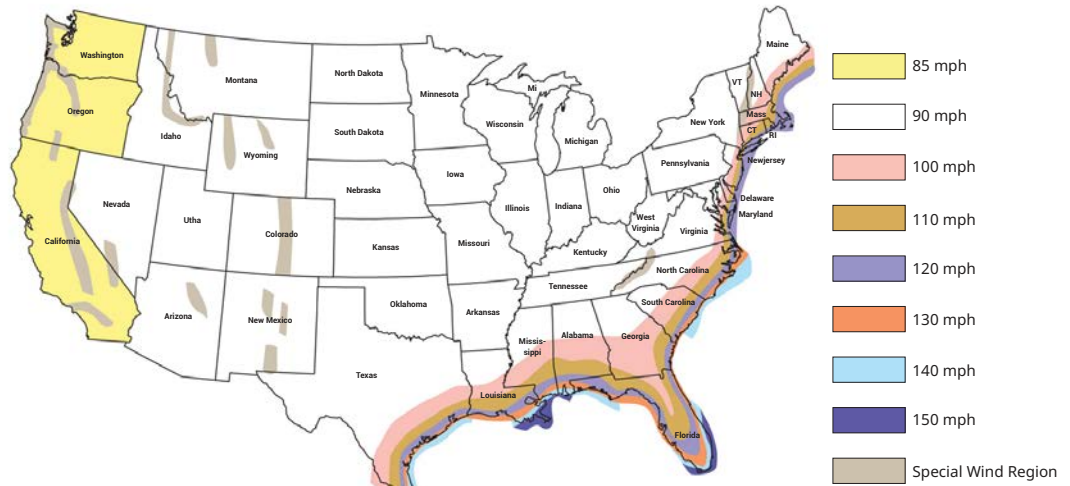 Washington
Oregon
California
Nevada
Idaho
Montana
Wyoming
Utha
Colorado
Arizona
New Mexico
North Dakota
South Dakota
Nebraska
Kansas
Oklahoma
Texas
Minnesota
Iowa
Missouri
Arkansas
Louisiana
Wisconsin
Illinois
Mi
Michigan
Indiana
Ohio
Kentucky
Tennessee
Missis-
sippi
Alabama
Georgia
Florida
South Carolina
North Carolina
Virginia
West
Virginia
Pennsylvania
New York
VT
NH
Maine
Mass
CT
RI
Newjersey
Delaware
Maryland
85 mph
90 mph
100 mph
110 mph
120 mph
130 mph
140 mph
150 mph
Special Wind Region